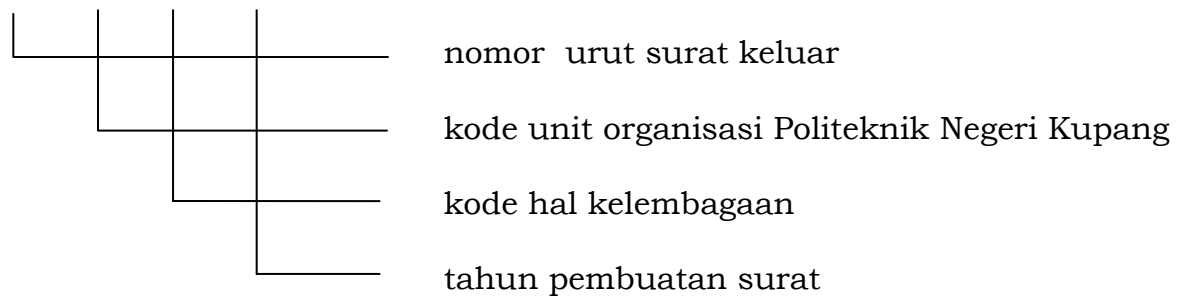 nomor urut surat keluar
kode unit organisasi Politeknik Negeri Kupang
kode hal kelembagaan
tahun pembuatan surat